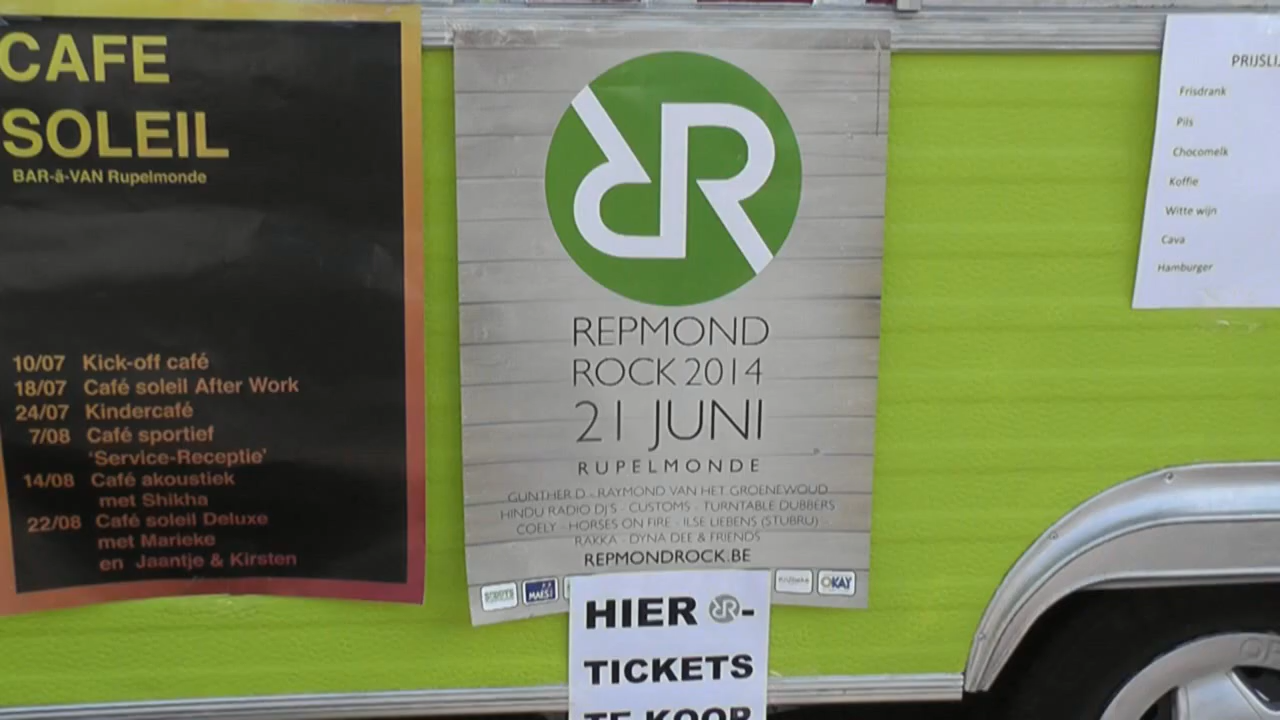 CAFE
SOLEIL
BAR-à-VAN Rupelmonde
10/07 Kick-off café
18/07 Café soleil After Work
24/07 Kindercafé
7/08 Café sportief
'Service-Receptie'
14/08 Café akoustiek
met Shikha
22/08 Café soleil Deluxe
met Marieke
en Jaantje & Kirsten
RR
REPMOND
ROCK 2014
21 JUNI
RUPELMONDE
GUNTHER D - RAYMOND VAN HET GROENEWOUD
HINDU RADIO DJ'S - CUSTOMS - TURNTABLE DUBBERS
COELY - HORSES ON FIRE - ILSE LIEBENS (STUBRU) -
RAKKA - DYNA DEE & FRIENDS
REPMONDROCK.BE
MAES
OKAY
HIER RR-
TICKETS
TE KOOP
PRIJSLIJ
Frisdrank
Pils
Chocomelk
Koffie
Witte wijn
Cava
Hamburger